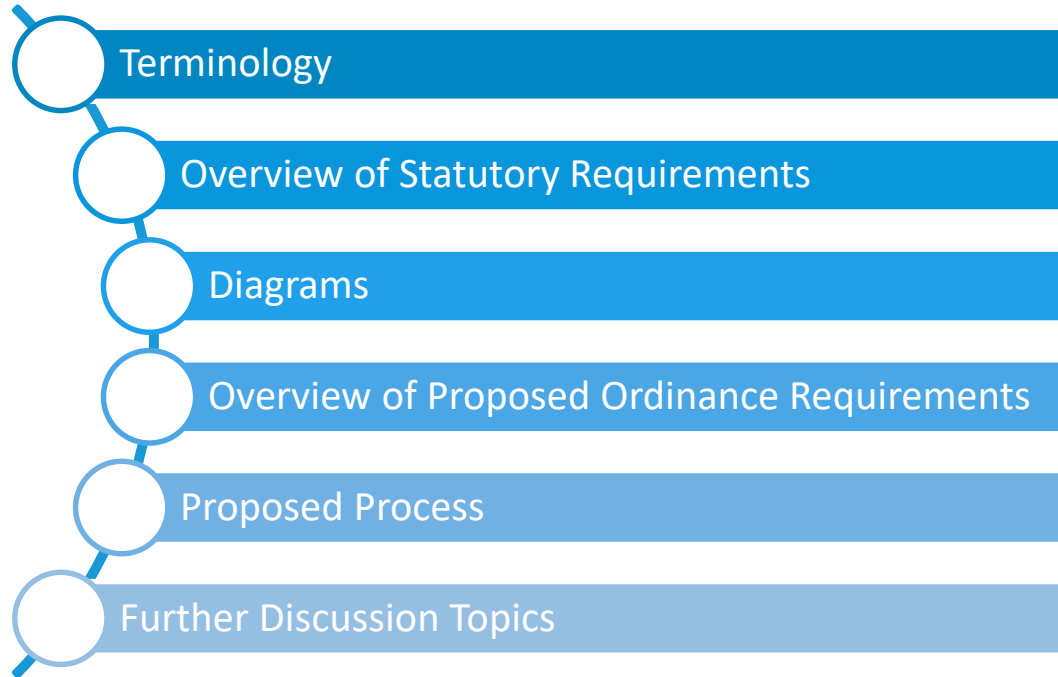 Terminology
Overview of Statutory Requirements
Diagrams
Overview of Proposed Ordinance Requirements
Proposed Process
Further Discussion Topics